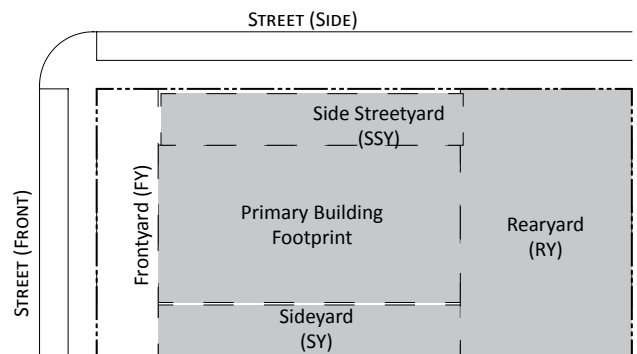 STREET (SIDE)
Side Streetyard
(SSY)
STREET (FRONT)
Frontyard (FY)
Primary Building
Footprint
Rearyard
(RY)
Sideyard
(SY)